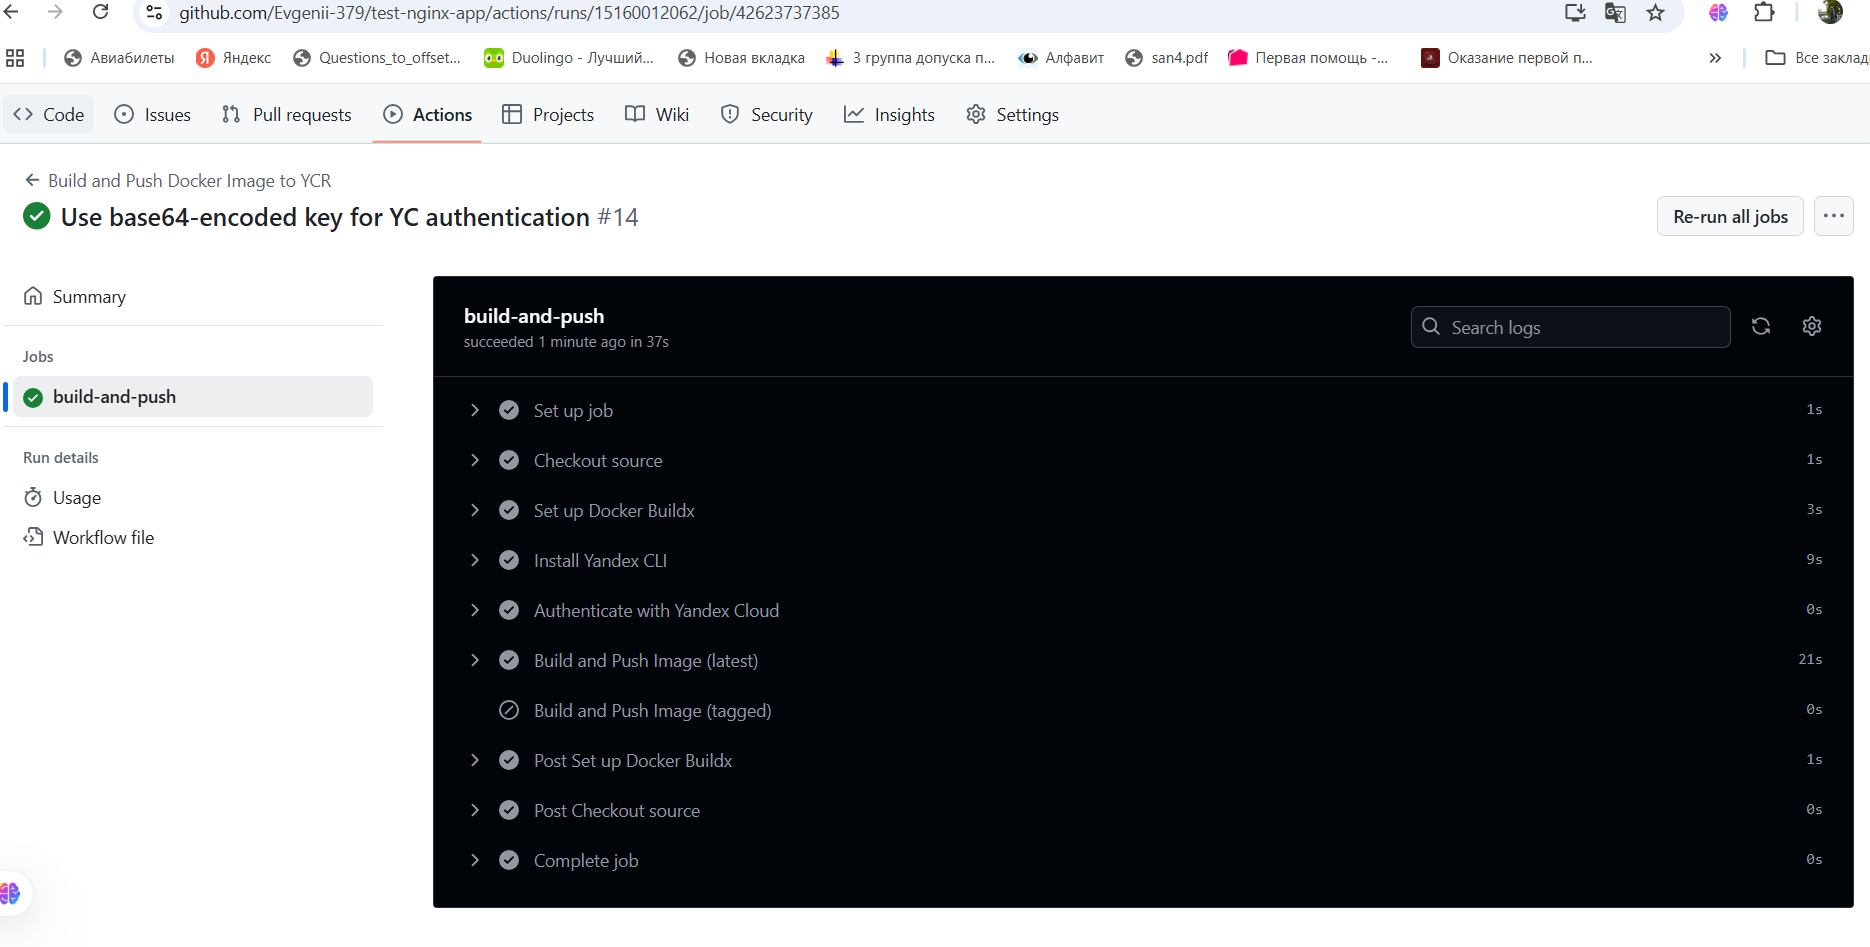 github.com/Evgenii-379/test-nginx-app/actions/runs/15160012062/job/42623737385
Авиабилеты Яндекс Questions_to_offset... Duolingo - Лучший... Новая вкладка 3 группа допуска п... Алфавит san4.pdf Первая помощь -... Оказание первой п... » Все заклад
Code Issues Pull requests Actions Projects Wiki Security Insights Settings
Build and Push Docker Image to YCR
Use base64-encoded key for YC authentication #14
Re-run all jobs
Summary
Jobs
build-and-push
Run details
Usage
Workflow file
build-and-push
succeeded 1 minute ago in 37s
Search logs
Set up job 1s
Checkout source 1s
Set up Docker Buildx 3s
Install Yandex CLI 9s
Authenticate with Yandex Cloud 0s
Build and Push Image (latest) 21s
Build and Push Image (tagged) 0s
Post Set up Docker Buildx 1s
Post Checkout source 0s
Complete job 0s